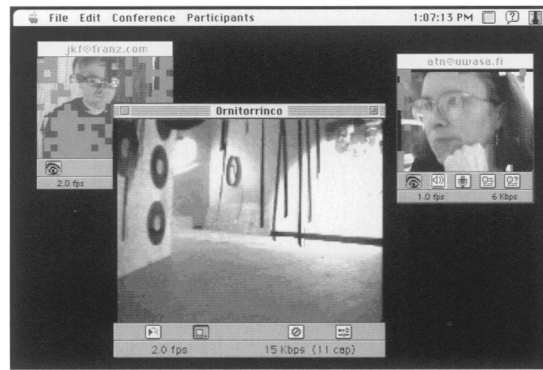 File Edit Conference Participants 1:07:13 PM
jkf@franz.com
2.0 fps
Ornitorrinco
2.0 fps 15 Kbps (11 cap)
atn@uwasa.fi
1.0 fps 6 Kbps